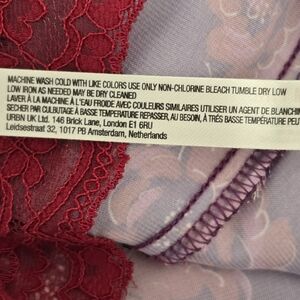 MACHINE WASH COLD WITH LIKE COLORS USE ONLY NON-CHLORINE BLEACH TUMBLE DRY LOW
LOW IRON AS NEEDED MAY BE DRY CLEANED
LAVER À LA MACHINE À L'EAU FROIDE AVEC COULEURS SIMILAIRES UTILISER UN AGENT DE BLANCHIM
SÉCHER PAR CULBUTAGE À BASSE TEMPÉRATURE REPASSER, AU BESOIN, À TRÈS BASSE TEMPÉRATURE PEUT
URBN UK Ltd. 146 Brick Lane, London E1 6RU
Leidsestraat 32, 1017 PB Amsterdam, Netherlands